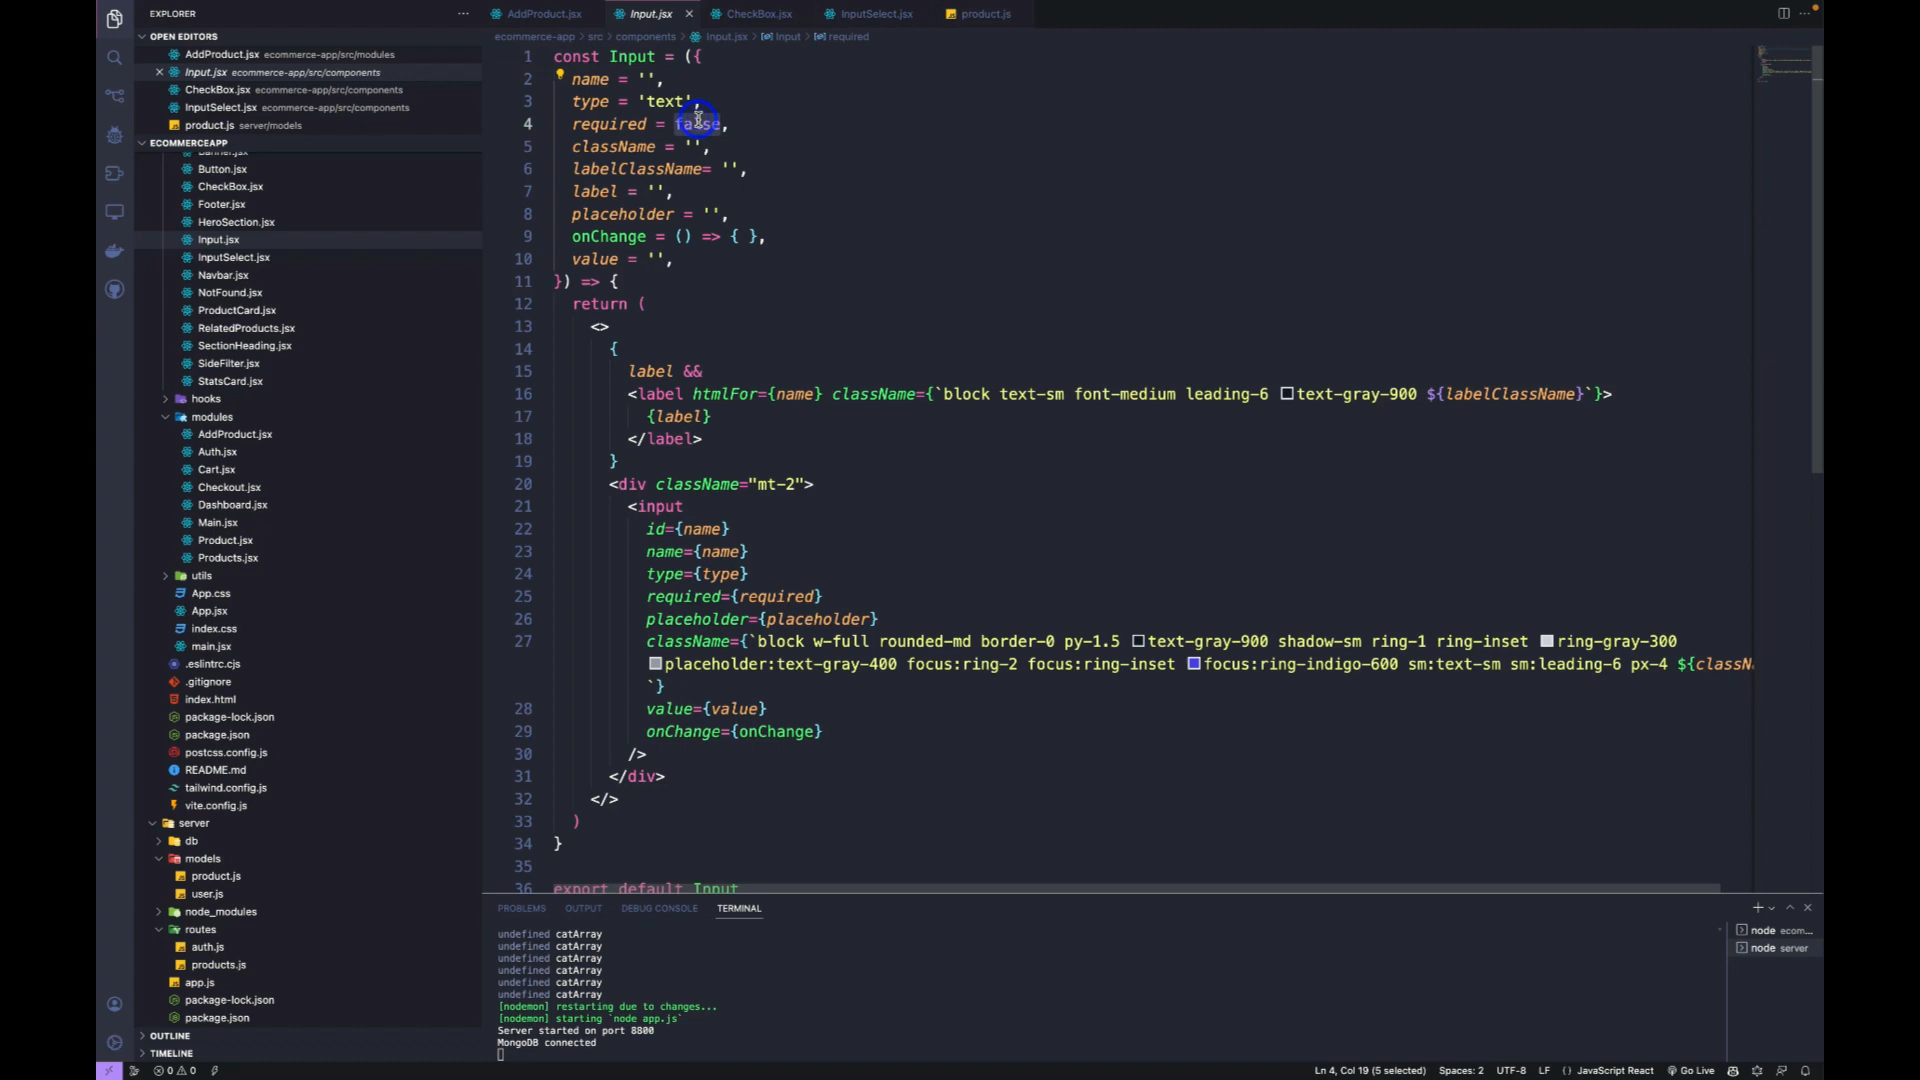 EXPLORER
OPEN EDITORS
AddProduct.jsx ecommerce-app/src/modules
Input.jsx ecommerce-app/src/components
CheckBox.jsx ecommerce-app/src/components
InputSelect.jsx ecommerce-app/src/components
product.js server/models
ECOMMERCEAPP
Banner.jsx
Button.jsx
CheckBox.jsx
Footer.jsx
HeroSection.jsx
Input.jsx
InputSelect.jsx
Navbar.jsx
NotFound.jsx
ProductCard.jsx
RelatedProducts.jsx
SectionHeading.jsx
SideFilter.jsx
StatsCard.jsx
hooks
modules
AddProduct.jsx
Auth.jsx
Cart.jsx
Checkout.jsx
Dashboard.jsx
Main.jsx
Product.jsx
Products.jsx
utils
App.css
App.jsx
index.css
main.jsx
.eslintrc.cjs
.gitignore
index.html
package-lock.json
package.json
postcss.config.js
README.md
tailwind.config.js
vite.config.js
server
db
models
product.js
user.js
node_modules
routes
auth.js
products.js
app.js
package-lock.json
package.json
OUTLINE
TIMELINE
AddProduct.jsx Input.jsx CheckBox.jsx InputSelect.jsx product.js
ecommerce-app > src > components > Input.jsx > Input > required
1 const Input = ({
2 name = '',
3 type = 'text',
4 required = false,
5 className = '',
6 labelClassName= '',
7 label = '',
8 placeholder = '',
9 onChange = () => { },
10 value = '',
11 }) => {
12 return (
13 <>
14 {
15 label &&
16 <label htmlFor={name} className={`block text-sm font-medium leading-6 text-gray-900 ${labelClassName}`}>
17 {label}
18 </label>
19 }
20 <div className="mt-2">
21 <input
22 id={name}
23 name={name}
24 type={type}
25 required={required}
26 placeholder={placeholder}
27 className={`block w-full rounded-md border-0 py-1.5 text-gray-900 shadow-sm ring-1 ring-inset ring-gray-300
placeholder:text-gray-400 focus:ring-2 focus:ring-inset focus:ring-indigo-600 sm:text-sm sm:leading-6 px-4 ${classN
`}
28 value={value}
29 onChange={onChange}
30 />
31 </div>
32 </>
33 )
34 }
35
36 export default Input
PROBLEMS OUTPUT DEBUG CONSOLE TERMINAL
undefined catArray
undefined catArray
undefined catArray
undefined catArray
undefined catArray
undefined catArray
[nodemon] restarting due to changes...
[nodemon] starting `node app.js`
Server started on port 8800
MongoDB connected
node ecom...
node server
0 0
Ln 4, Col 19 (5 selected) Spaces: 2 UTF-8 LF { } JavaScript React Go Live